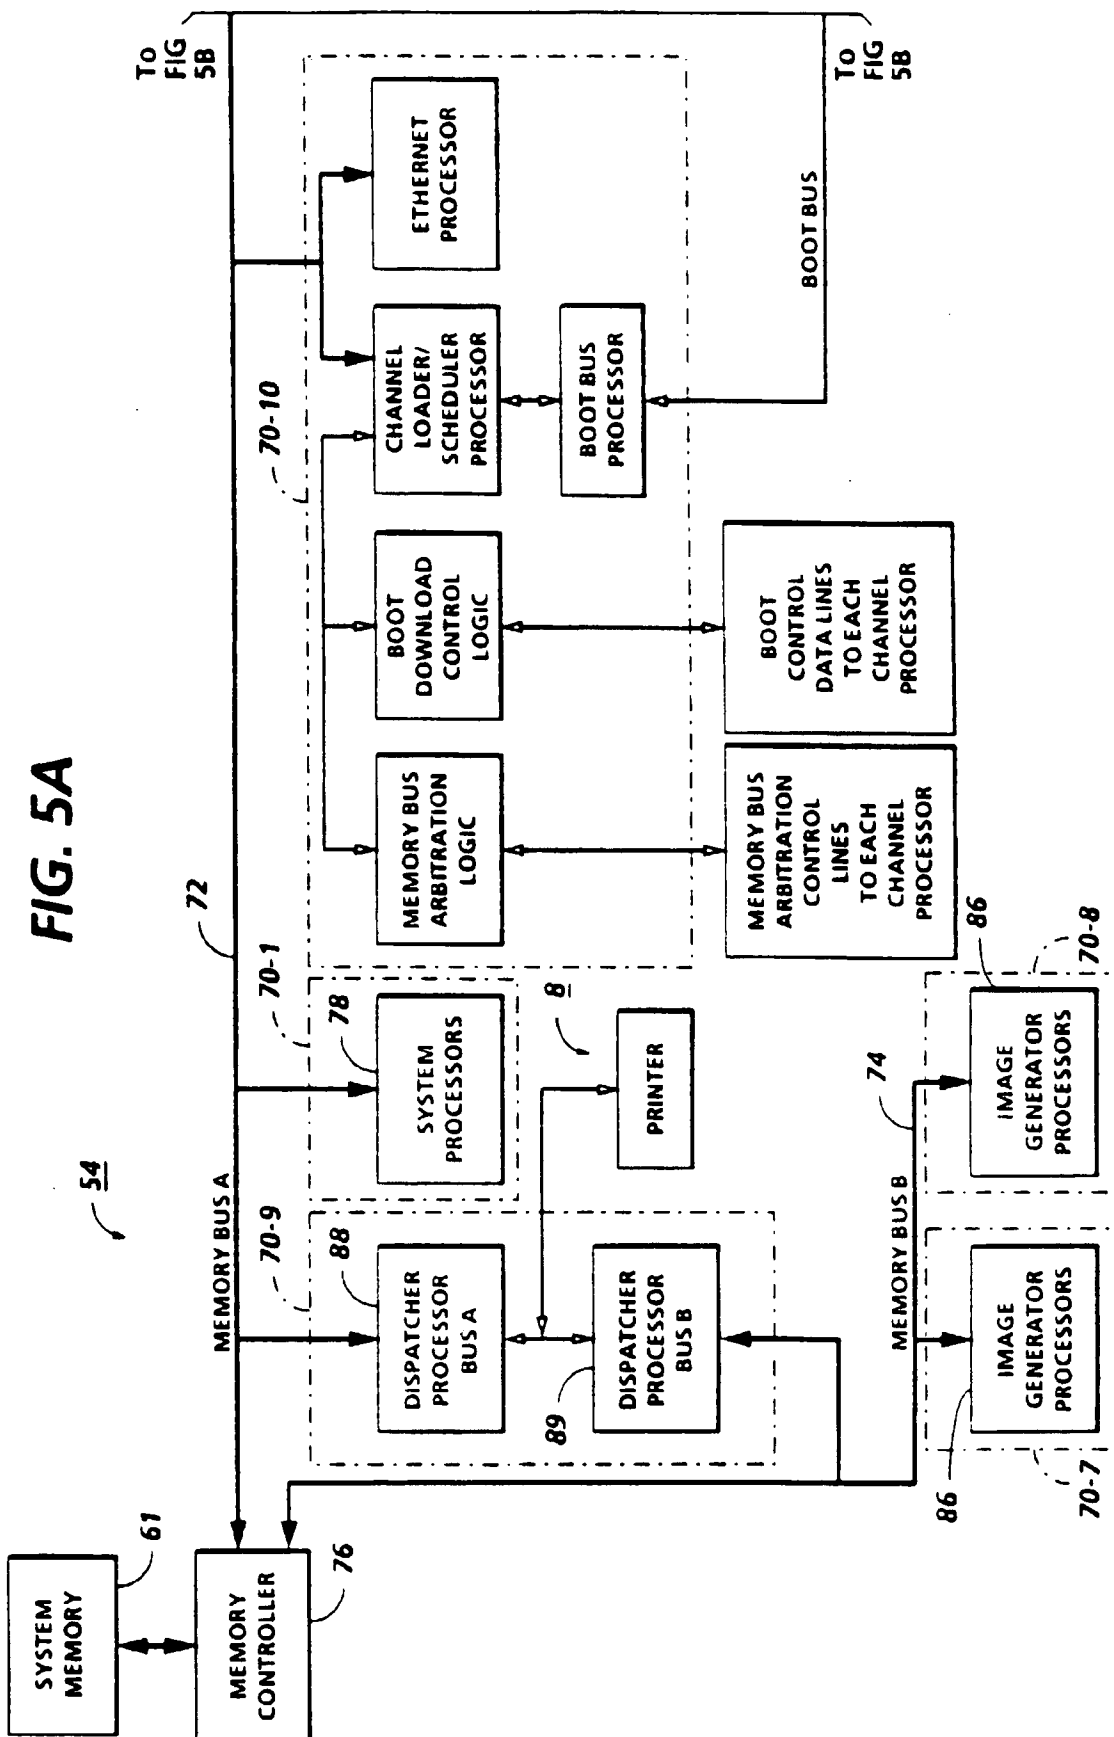 FIG. 5A
54
SYSTEM
MEMORY
61
MEMORY
CONTROLLER
76
MEMORY BUS A
72
To
FIG
5B
70-9
DISPATCHER
PROCESSOR
BUS A
88
DISPATCHER
PROCESSOR
BUS B
89
70-1
SYSTEM
PROCESSORS
78
8
PRINTER
70-10
MEMORY BUS
ARBITRATION
LOGIC
BOOT
DOWNLOAD
CONTROL
LOGIC
CHANNEL
LOADER/
SCHEDULER
PROCESSOR
ETHERNET
PROCESSOR
BOOT BUS
PROCESSOR
BOOT BUS
To
FIG
5B
MEMORY BUS
ARBITRATION
CONTROL
LINES
TO EACH
CHANNEL
PROCESSOR
BOOT
CONTROL
DATA LINES
TO EACH
CHANNEL
PROCESSOR
MEMORY BUS B
74
IMAGE
GENERATOR
PROCESSORS
86
70-7
IMAGE
GENERATOR
PROCESSORS
86
70-8